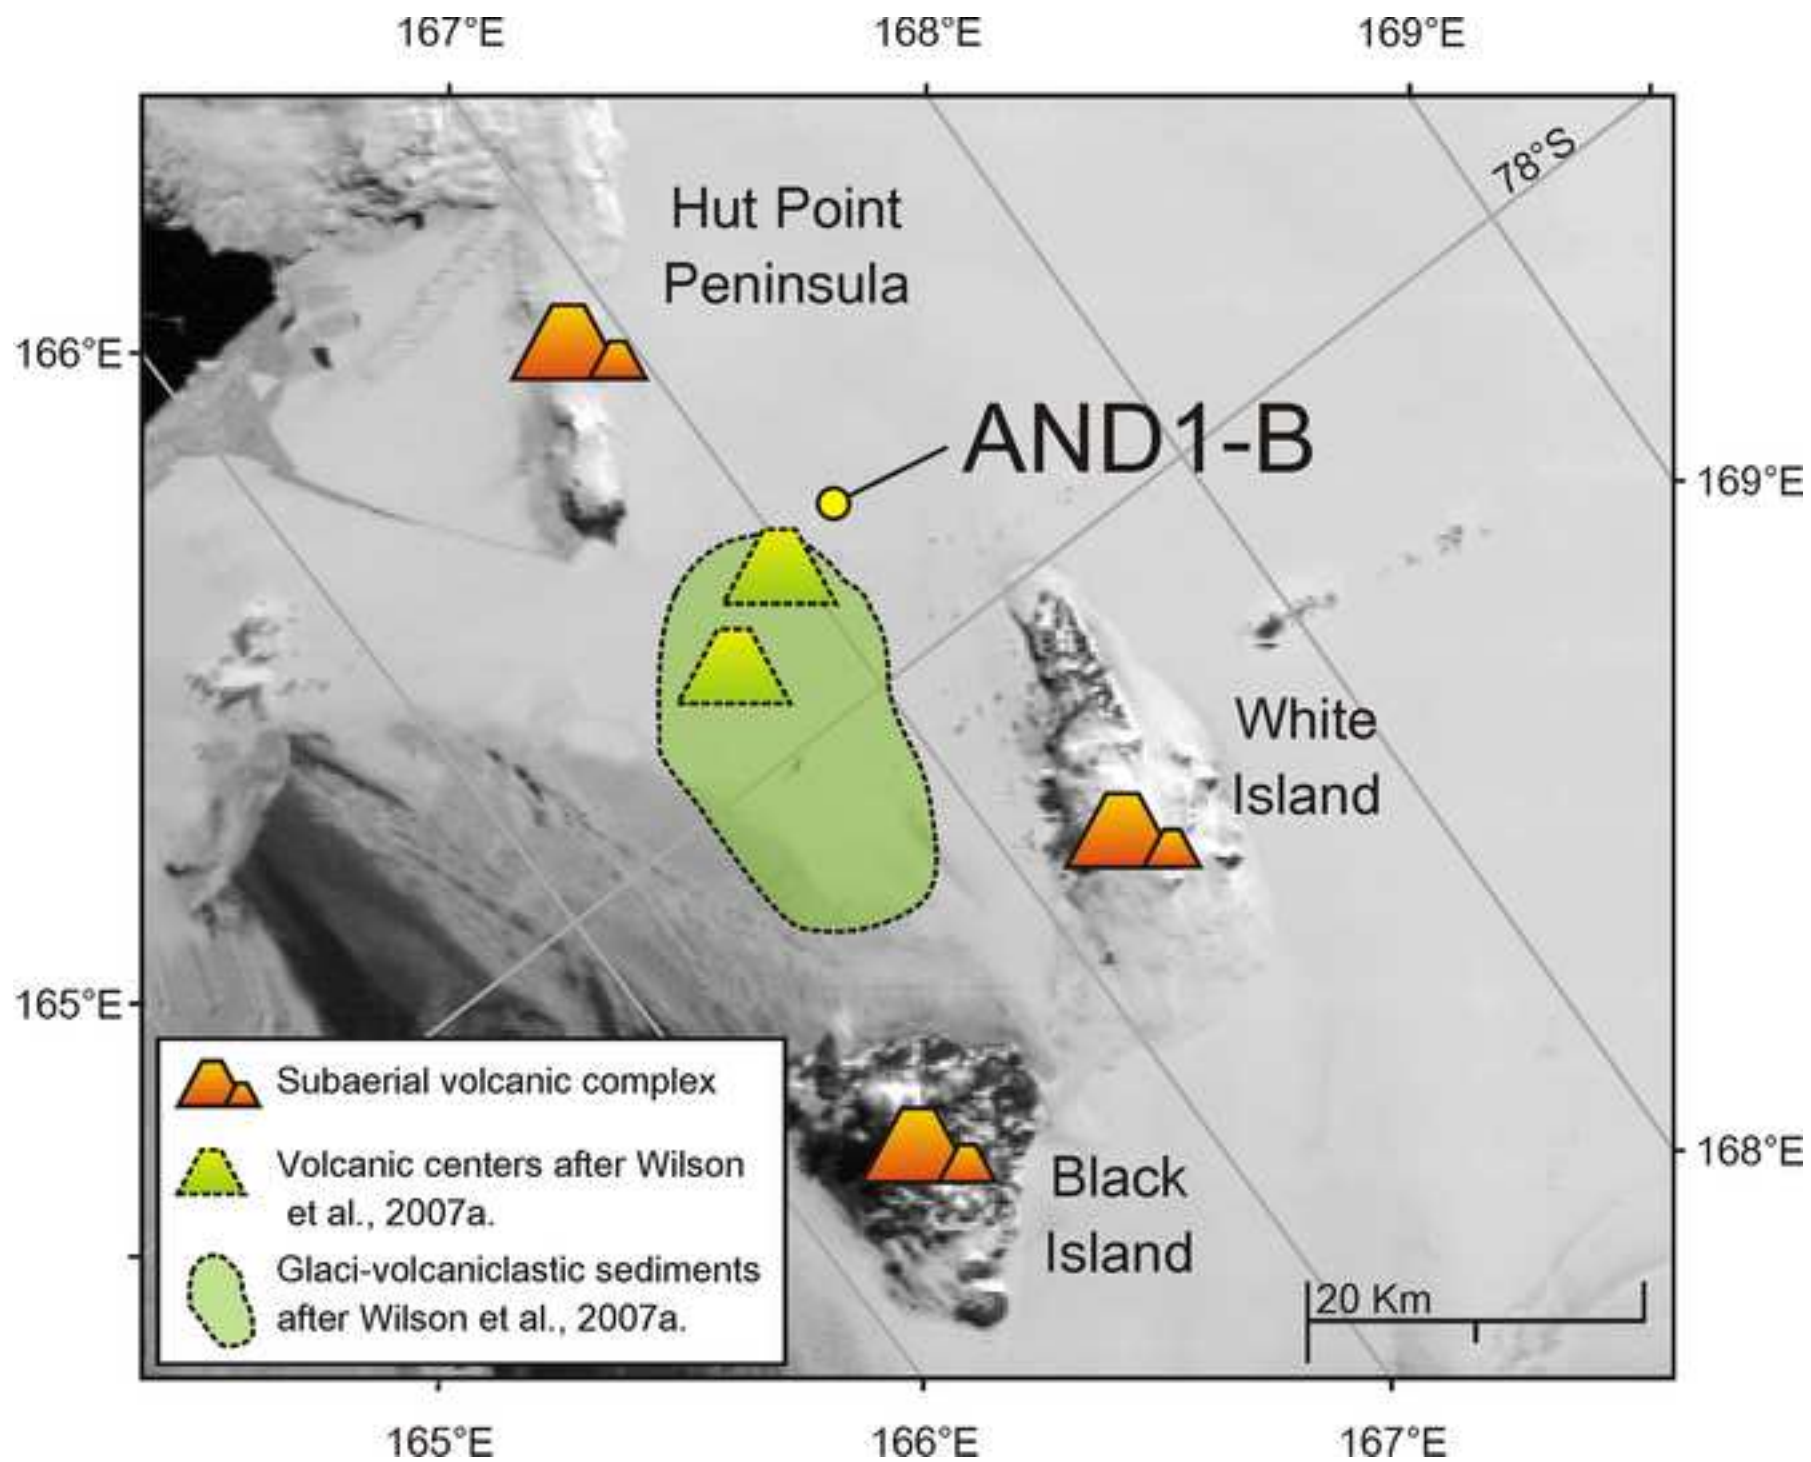 167°E 168°E 169°E
78°S
Hut Point
Peninsula
166°E
AND1-B
169°E
White
Island
165°E
Subaerial volcanic complex
Volcanic centers after Wilson
et al., 2007a.
Glaci-volcaniclastic sediments
after Wilson et al., 2007a.
168°E
Black
Island
20 Km
165°E 166°E 167°E